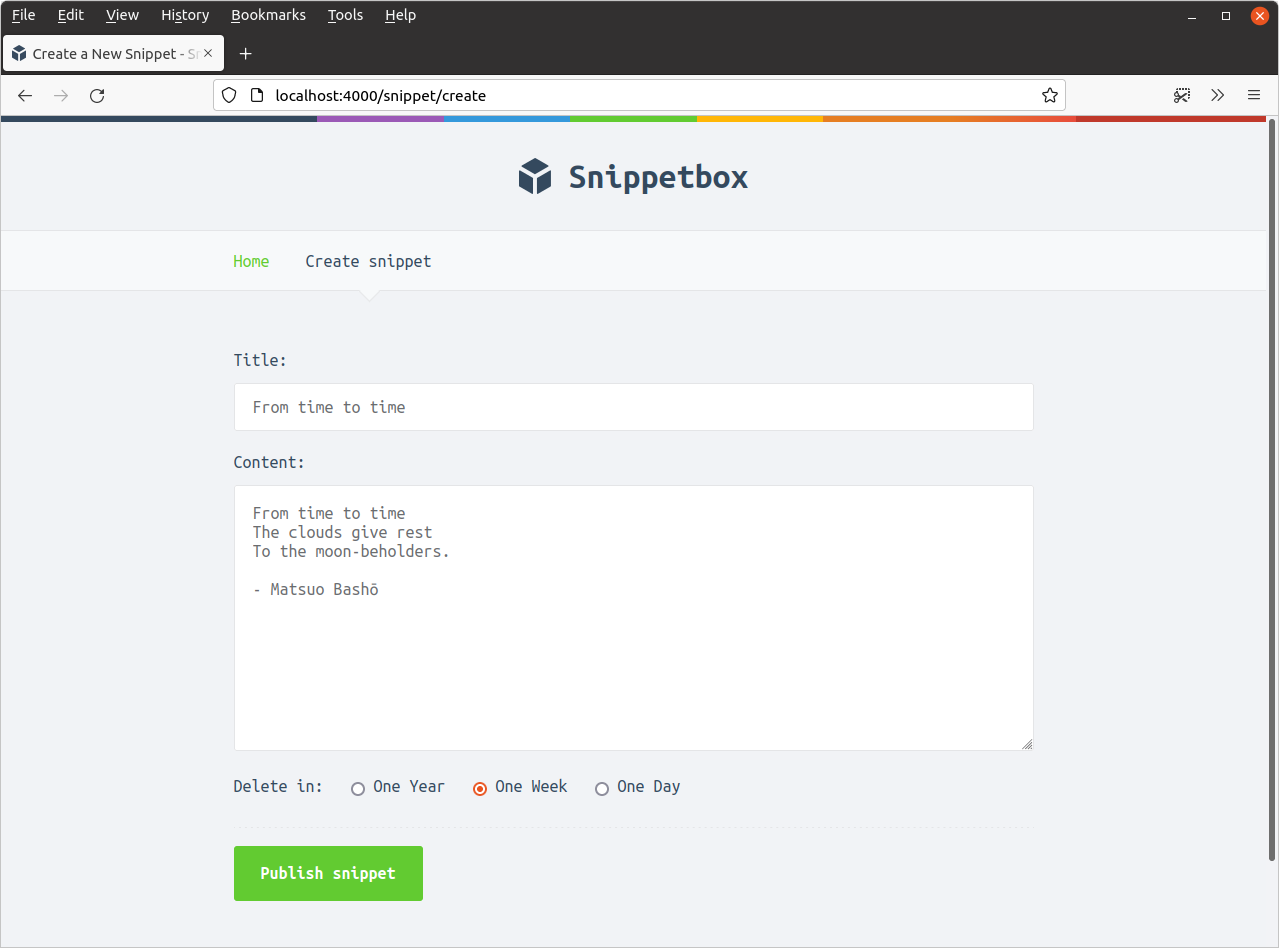 File Edit View History Bookmarks Tools Help
Create a New Snippet - Sn
localhost:4000/snippet/create
Snippetbox
Home Create snippet
Title:
From time to time
Content:
From time to time
The clouds give rest
To the moon-beholders.
- Matsuo Bashō
Delete in: One Year One Week One Day
Publish snippet